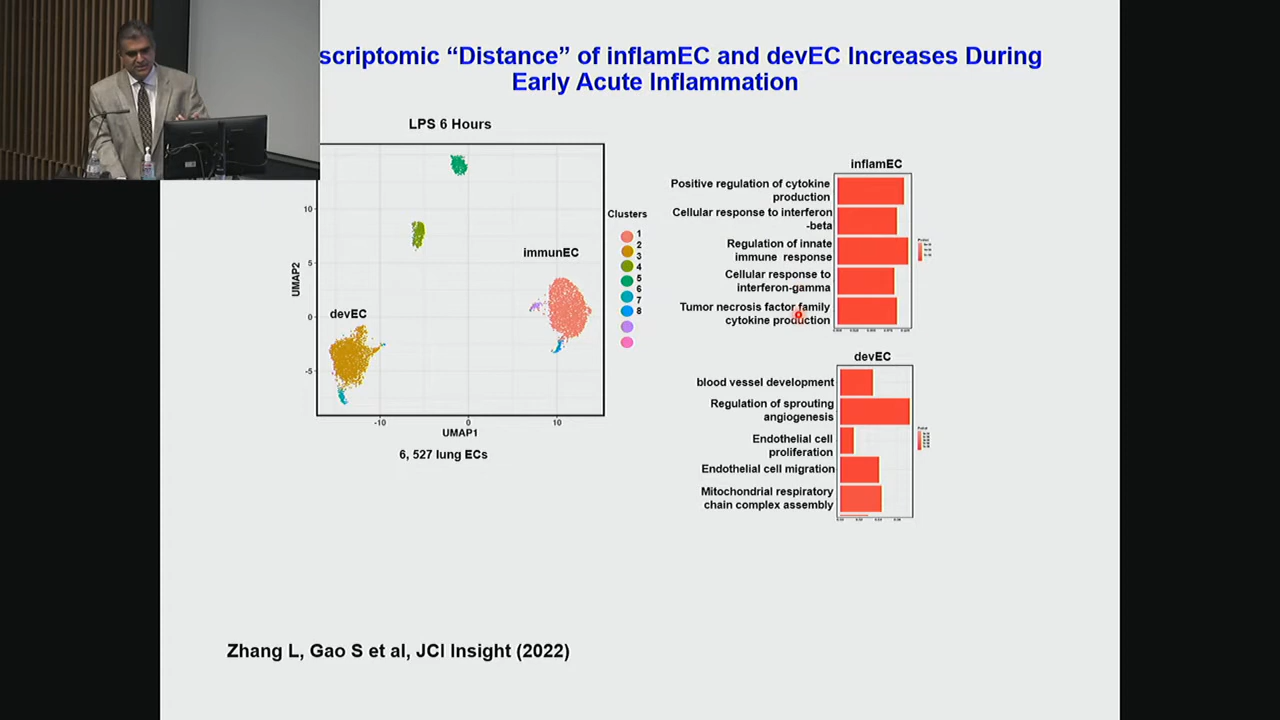 scriptomic “Distance” of inflamEC and devEC Increases During
Early Acute Inflammation
LPS 6 Hours
UMAP2
10
5
0
-5
-10
0
10
UMAP1
devEC
immunEC
Clusters
1
2
3
4
5
6
7
8
6, 527 lung ECs
inflamEC
Positive regulation of cytokine
production
Cellular response to interferon
-beta
Regulation of innate
immune response
Cellular response to
interferon-gamma
Tumor necrosis factor family
cytokine production
devEC
blood vessel development
Regulation of sprouting
angiogenesis
Endothelial cell
proliferation
Endothelial cell migration
Mitochondrial respiratory
chain complex assembly
Zhang L, Gao S et al, JCI Insight (2022)